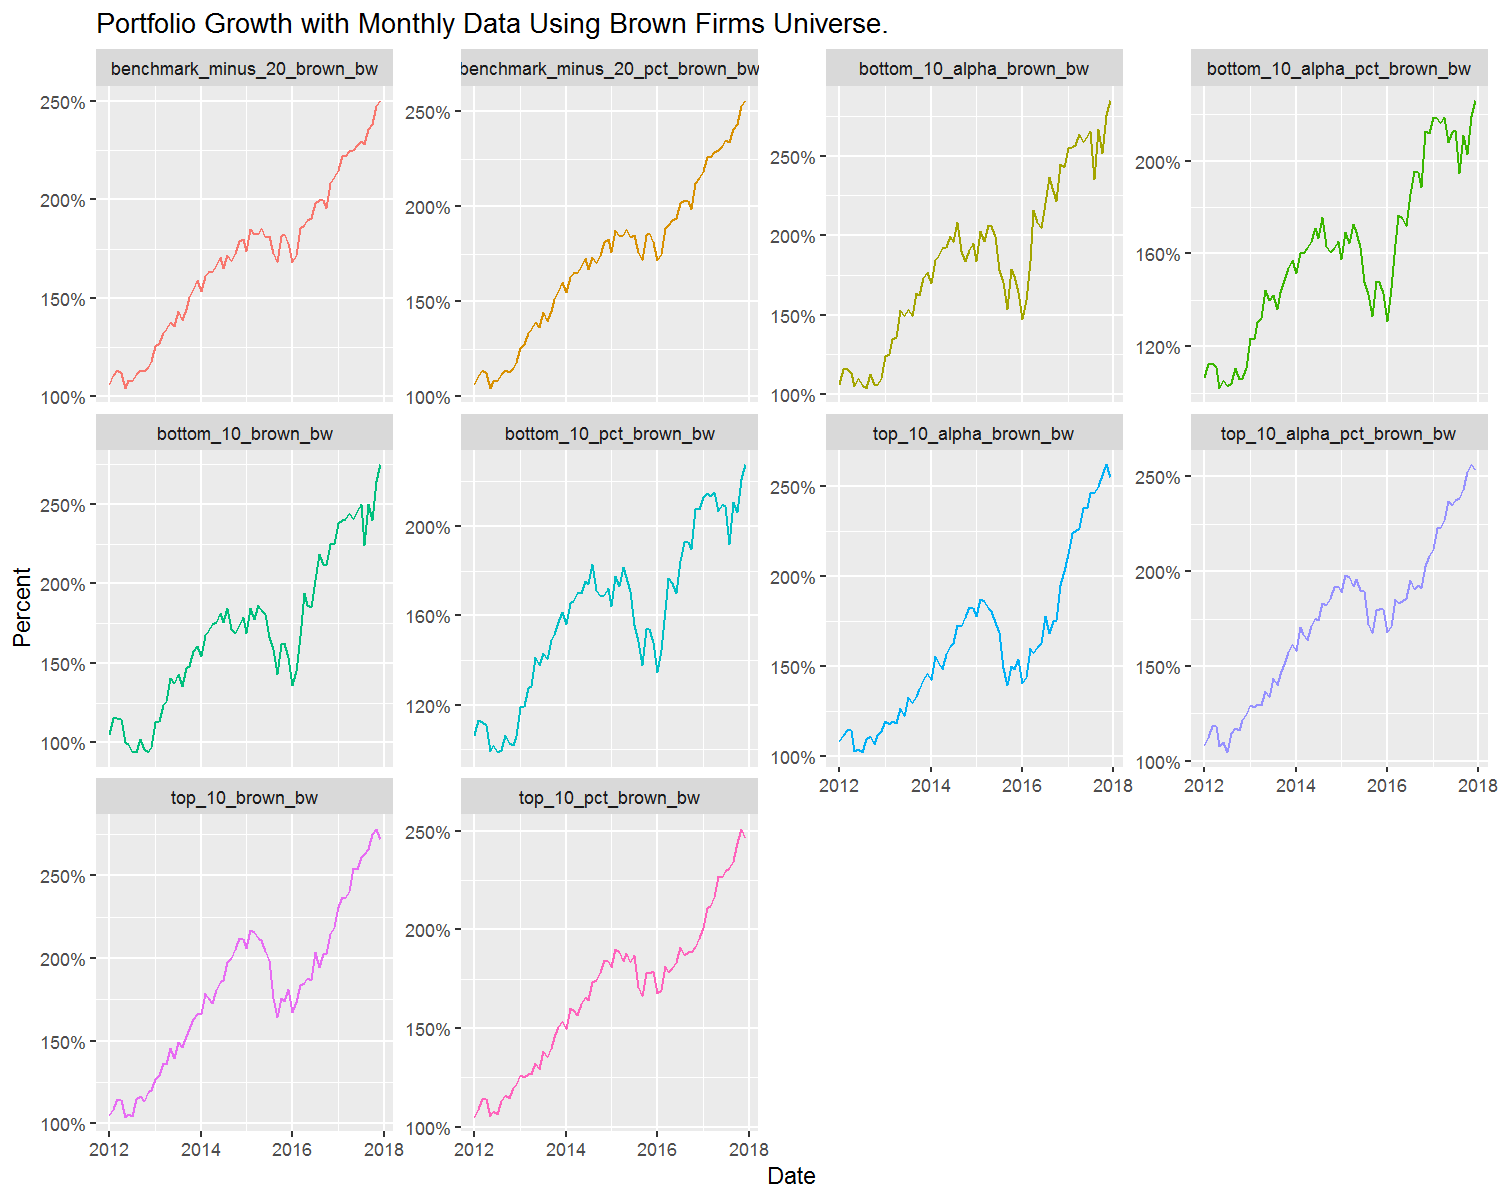 Portfolio Growth with Monthly Data Using Brown Firms Universe.
benchmark_minus_20_brown_bw
benchmark_minus_20_pct_brown_bw
bottom_10_alpha_brown_bw
bottom_10_alpha_pct_brown_bw
250%
200%
150%
100%
250%
200%
150%
100%
250%
200%
150%
100%
200%
160%
120%
bottom_10_brown_bw
bottom_10_pct_brown_bw
top_10_alpha_brown_bw
top_10_alpha_pct_brown_bw
250%
200%
150%
100%
200%
160%
120%
250%
200%
150%
100%
250%
200%
150%
100%
2012 2014 2016 2018
2012 2014 2016 2018
top_10_brown_bw
top_10_pct_brown_bw
250%
200%
150%
100%
250%
200%
150%
100%
2012 2014 2016 2018
2012 2014 2016 2018
Percent
Date